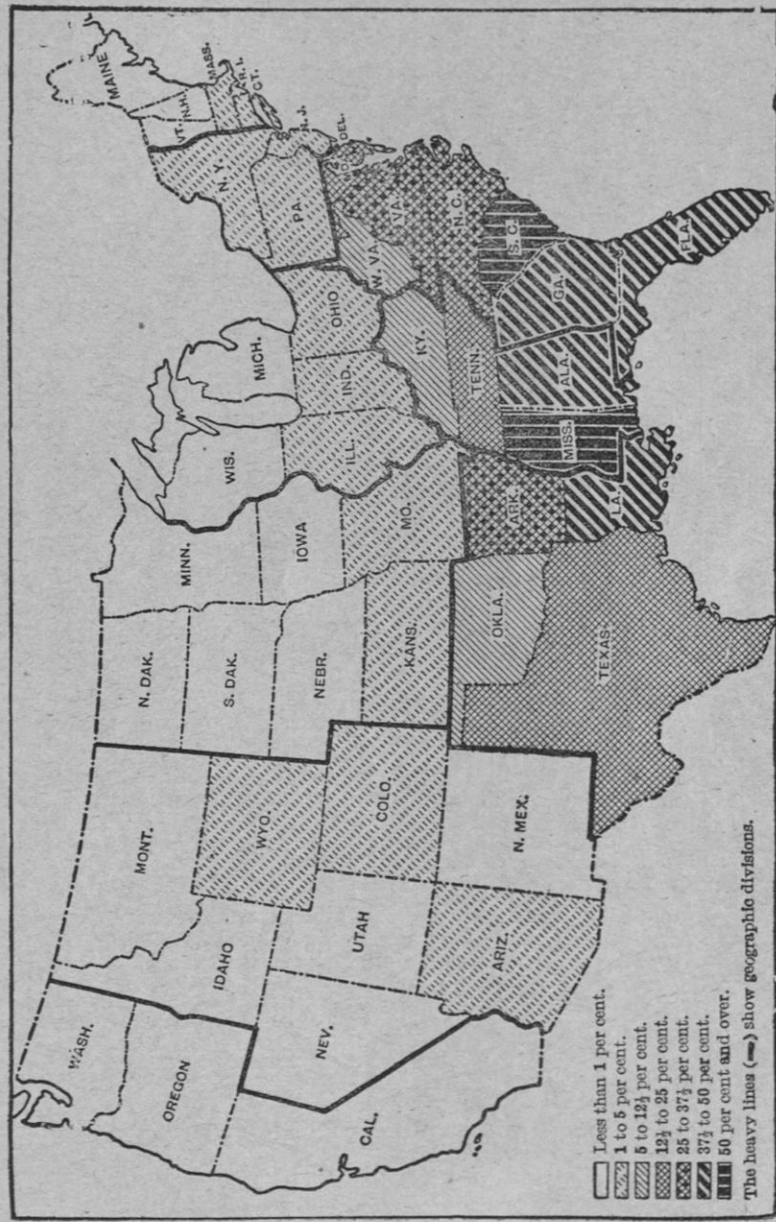 WASH.
OREGON
CAL.
NEV.
IDAHO
MONT.
WYO.
UTAH
COLO.
ARIZ.
N. MEX.
N. DAK.
S. DAK.
NEBR.
KANS.
OKLA.
TEXAS
MINN.
IOWA
MO.
ARK.
LA.
WIS.
MICH.
ILL.
IND.
OHIO
KY.
TENN.
MISS.
ALA.
GA.
FLA.
S. C.
N. C.
VA.
W. VA.
MD.
DEL.
PA.
N. J.
N. Y.
CT.
R. I.
MASS.
VT.
N.H.
MAINE
Less than 1 per cent.
1 to 5 per cent.
5 to 12½ per cent.
12½ to 25 per cent.
25 to 37½ per cent.
37½ to 50 per cent.
50 per cent and over.
The heavy lines (▬) show geographic divisions.